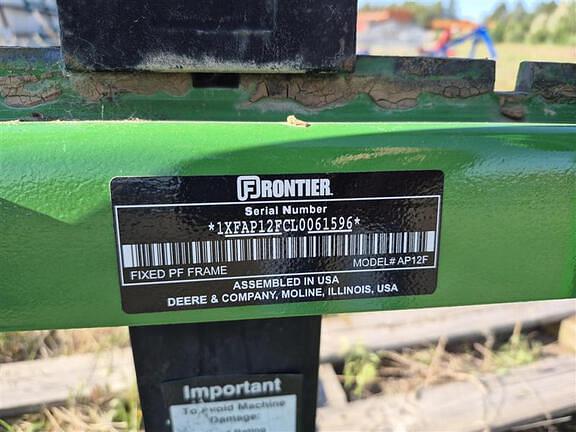 FRONTIER
Serial Number
*1XFAP12FCL0061596*
FIXED PF FRAME MODEL# AP12F
ASSEMBLED IN USA
DEERE & COMPANY, MOLINE, ILLINOIS, USA
Important
To Avoid Machine
Damage:
Rating